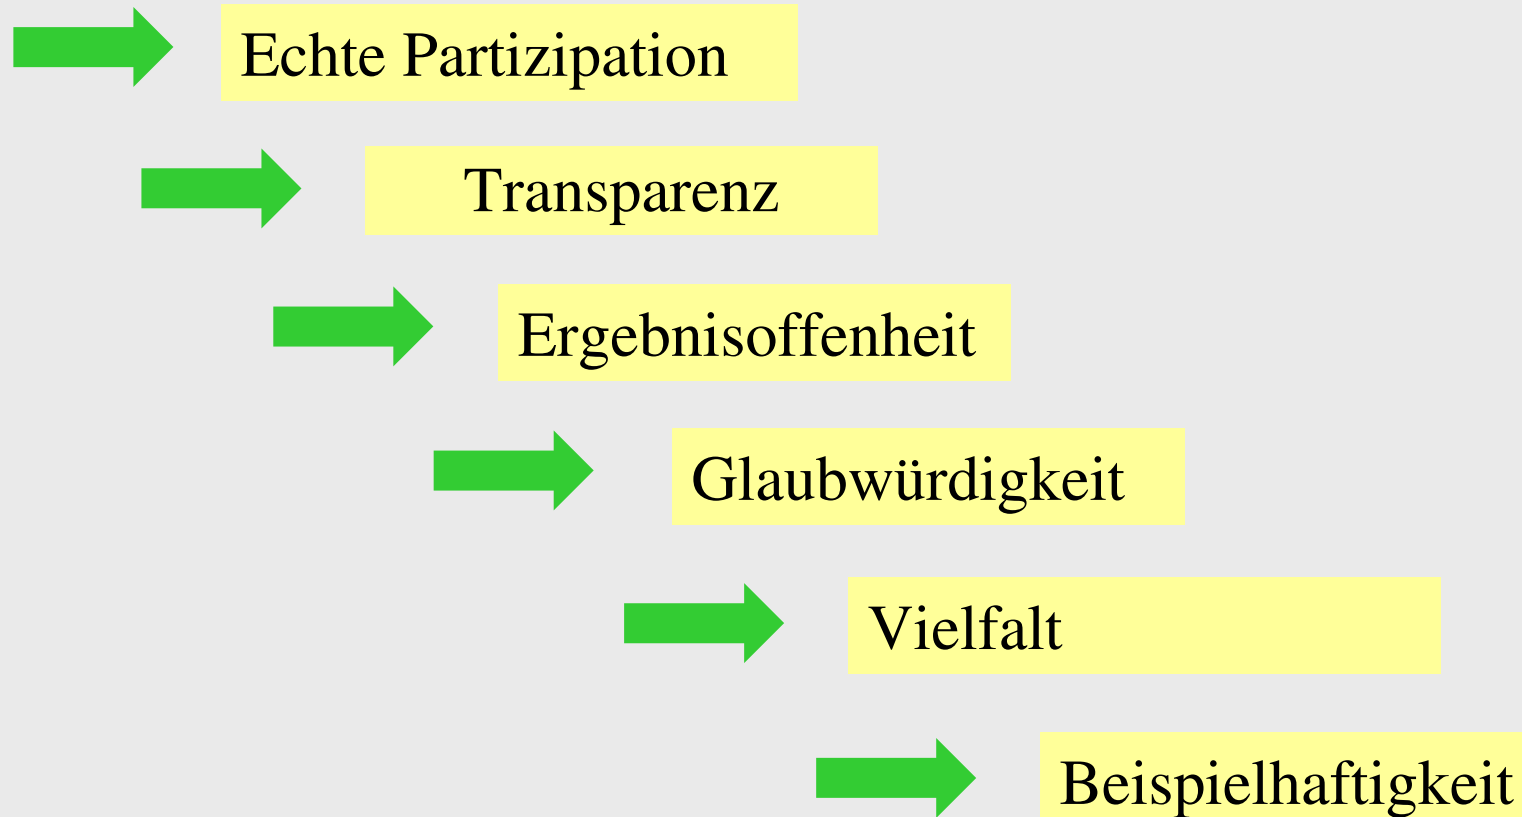 Echte Partizipation
Transparenz
Ergebnisoffenheit
Glaubwürdigkeit
Vielfalt
Beispielhaftigkeit